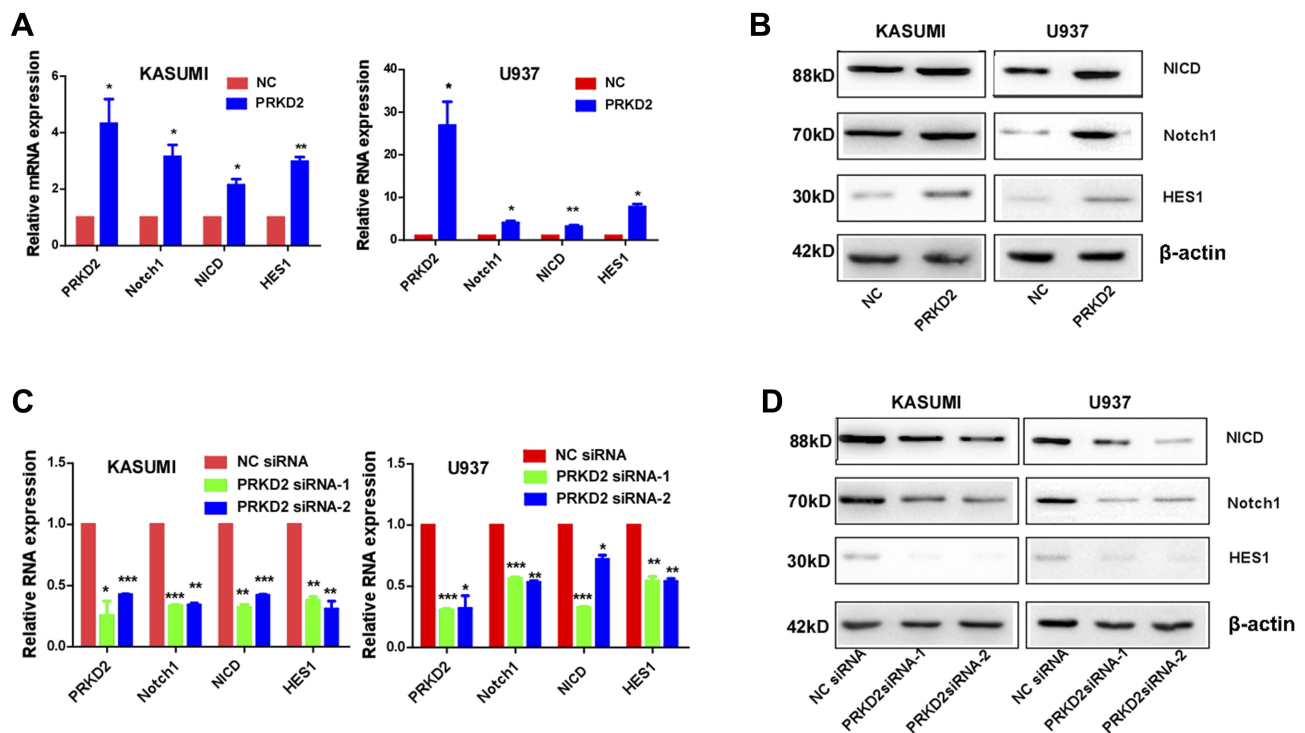 A
KASUMI
NC
PRKD2
Relative mRNA expression
6
4
2
0
* * * **
PRKD2 Notch1 NICD HES1
U937
NC
PRKD2
Relative RNA expression
40
30
20
10
0
* * ** *
PRKD2 Notch1 NICD HES1
B
KASUMI U937
88kD NICD
70kD Notch1
30kD HES1
42kD β-actin
NC PRKD2 NC PRKD2
C
KASUMI
NC siRNA
PRKD2 siRNA-1
PRKD2 siRNA-2
Relative RNA expression
1.5
1.0
0.5
0.0
* *** *** ** ** *** ** **
PRKD2 Notch1 NICD HES1
U937
NC siRNA
PRKD2 siRNA-1
PRKD2 siRNA-2
Relative RNA expression
1.5
1.0
0.5
0.0
*** * *** ** *** * ** **
PRKD2 Notch1 NICD HES1
D
KASUMI U937
88kD NICD
70kD Notch1
30kD HES1
42kD β-actin
NC siRNA PRKD2siRNA-1 PRKD2siRNA-2 NC siRNA PRKD2siRNA-1 PRKD2siRNA-2